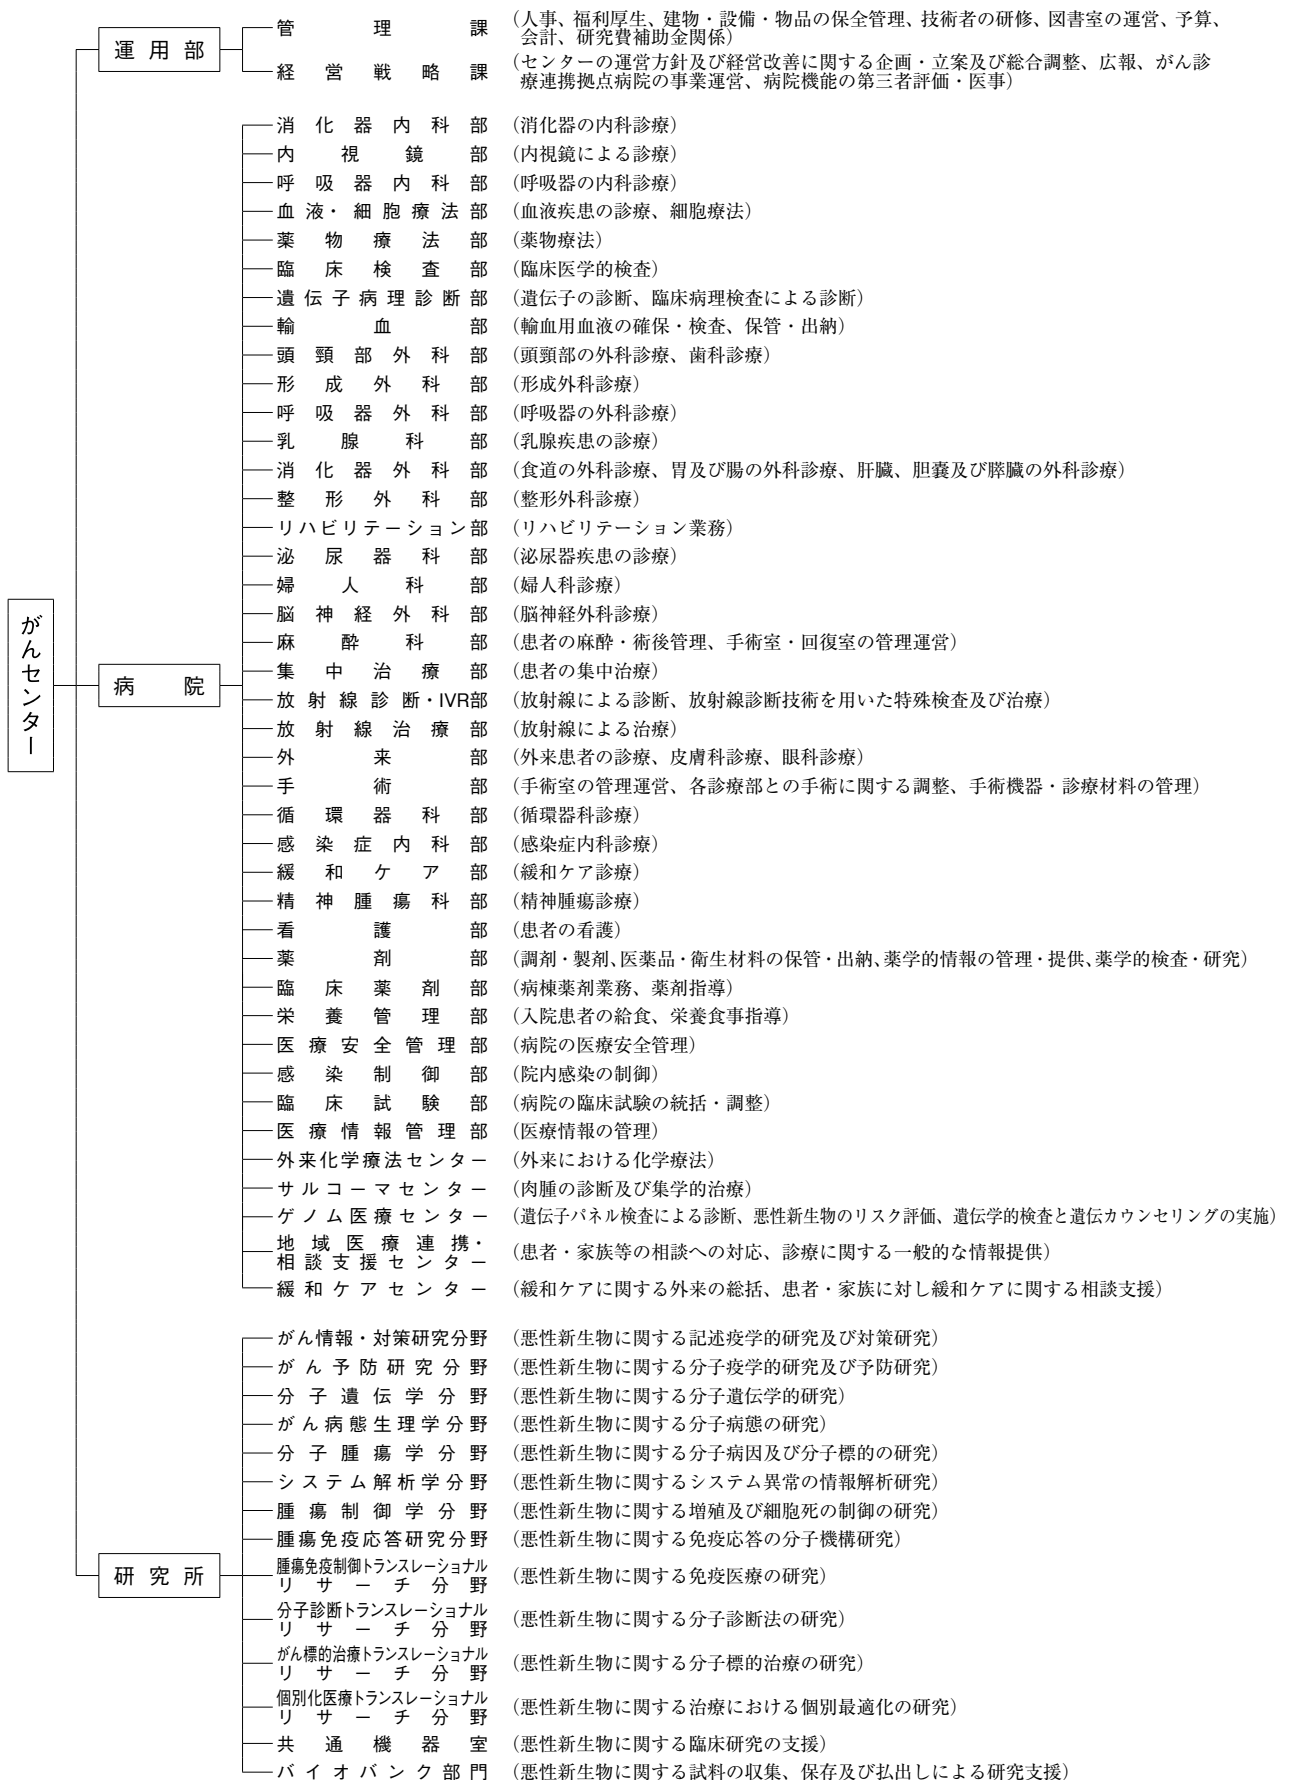 がんセンター
運用部
管理課 （人事、福利厚生、建物・設備・物品の保全管理、技術者の研修、図書室の運営、予算、
会計、研究費補助金関係）
経営戦略課 （センターの運営方針及び経営改善に関する企画・立案及び総合調整、広報、がん診
療連携拠点病院の事業運営、病院機能の第三者評価・医事）
病院
消化器内科部 （消化器の内科診療）
内視鏡部 （内視鏡による診療）
呼吸器内科部 （呼吸器の内科診療）
血液・細胞療法部 （血液疾患の診療、細胞療法）
薬物療法部 （薬物療法）
臨床検査部 （臨床医学的検査）
遺伝子病理診断部 （遺伝子の診断、臨床病理検査による診断）
輸血部 （輸血用血液の確保・検査、保管・出納）
頭頸部外科部 （頭頸部の外科診療、歯科診療）
形成外科部 （形成外科診療）
呼吸器外科部 （呼吸器の外科診療）
乳腺科部 （乳腺疾患の診療）
消化器外科部 （食道の外科診療、胃及び腸の外科診療、肝臓、胆嚢及び膵臓の外科診療）
整形外科部 （整形外科診療）
リハビリテーション部 （リハビリテーション業務）
泌尿器科部 （泌尿器疾患の診療）
婦人科部 （婦人科診療）
脳神経外科部 （脳神経外科診療）
麻酔科部 （患者の麻酔・術後管理、手術室・回復室の管理運営）
集中治療部 （患者の集中治療）
放射線診断・IVR部 （放射線による診断、放射線診断技術を用いた特殊検査及び治療）
放射線治療部 （放射線による治療）
外来部 （外来患者の診療、皮膚科診療、眼科診療）
手術部 （手術室の管理運営、各診療部との手術に関する調整、手術機器・診療材料の管理）
循環器科部 （循環器科診療）
感染症内科部 （感染症内科診療）
緩和ケア部 （緩和ケア診療）
精神腫瘍科部 （精神腫瘍診療）
看護部 （患者の看護）
薬剤部 （調剤・製剤、医薬品・衛生材料の保管・出納、薬学的情報の管理・提供、薬学的検査・研究）
臨床薬剤部 （病棟薬剤業務、薬剤指導）
栄養管理部 （入院患者の給食、栄養食事指導）
医療安全管理部 （病院の医療安全管理）
感染制御部 （院内感染の制御）
臨床試験部 （病院の臨床試験の統括・調整）
医療情報管理部 （医療情報の管理）
外来化学療法センター （外来における化学療法）
サルコーマセンター （肉腫の診断及び集学的治療）
ゲノム医療センター （遺伝子パネル検査による診断、悪性新生物のリスク評価、遺伝学的検査と遺伝カウンセリングの実施）
地域医療連携・
相談支援センター （患者・家族等の相談への対応、診療に関する一般的な情報提供）
緩和ケアセンター （緩和ケアに関する外来の総括、患者・家族に対し緩和ケアに関する相談支援）
研究所
がん情報・対策研究分野 （悪性新生物に関する記述疫学的研究及び対策研究）
がん予防研究分野 （悪性新生物に関する分子疫学的研究及び予防研究）
分子遺伝学分野 （悪性新生物に関する分子遺伝学的研究）
がん病態生理学分野 （悪性新生物に関する分子病態の研究）
分子腫瘍学分野 （悪性新生物に関する分子病因及び分子標的の研究）
システム解析学分野 （悪性新生物に関するシステム異常の情報解析研究）
腫瘍制御学分野 （悪性新生物に関する増殖及び細胞死の制御の研究）
腫瘍免疫応答研究分野 （悪性新生物に関する免疫応答の分子機構研究）
腫瘍免疫制御トランスレーショナル
リサーチ分野 （悪性新生物に関する免疫医療の研究）
分子診断トランスレーショナル
リサーチ分野 （悪性新生物に関する分子診断法の研究）
がん標的治療トランスレーショナル
リサーチ分野 （悪性新生物に関する分子標的治療の研究）
個別化医療トランスレーショナル
リサーチ分野 （悪性新生物に関する治療における個別最適化の研究）
共通機器室 （悪性新生物に関する臨床研究の支援）
バイオバンク部門 （悪性新生物に関する試料の収集、保存及び払出しによる研究支援）